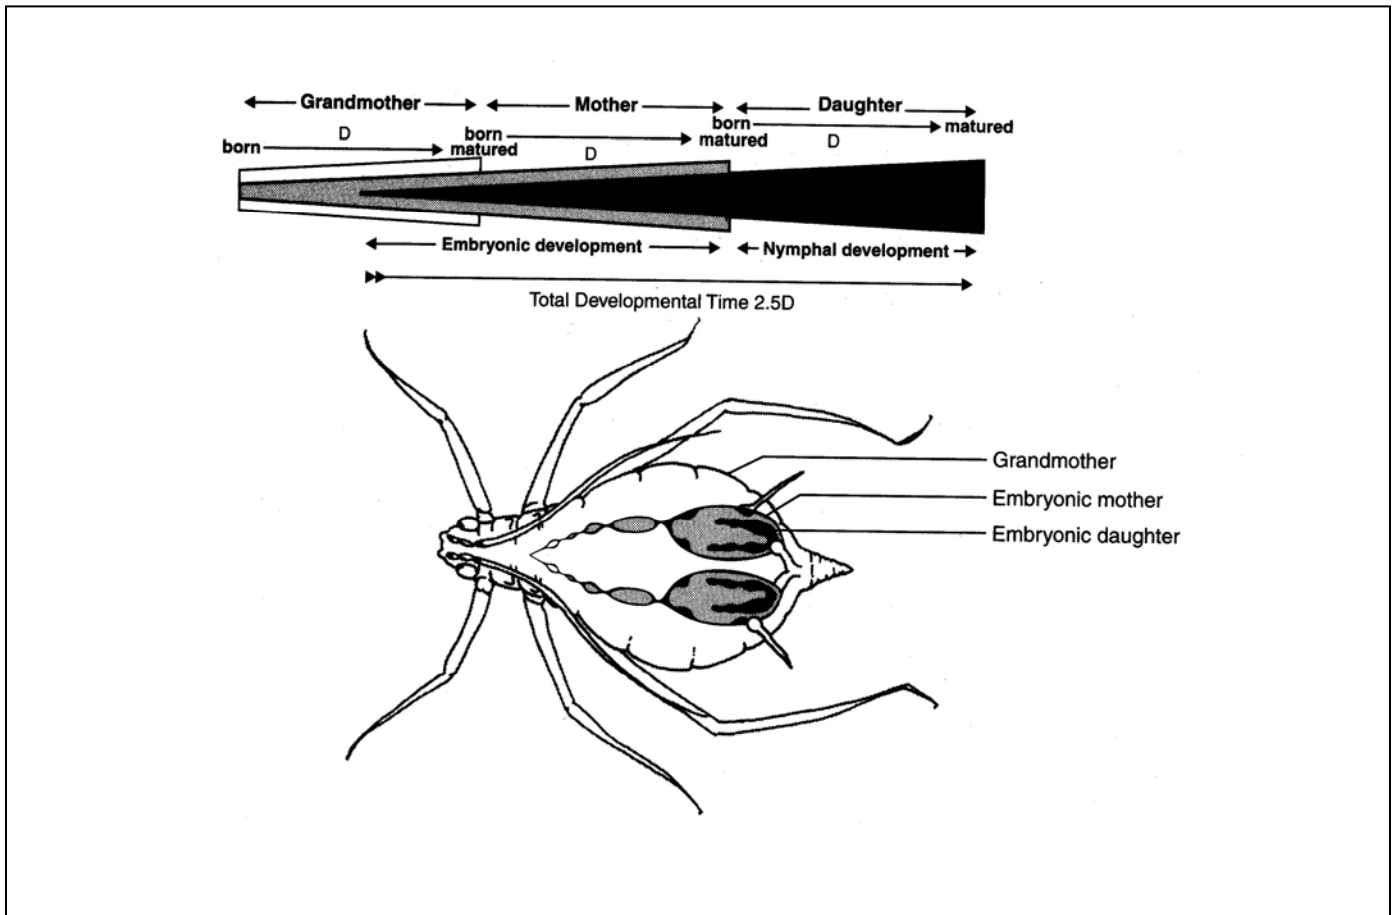 Grandmother Mother Daughter
born D born matured D born matured D matured
Embryonic development Nymphal development
Total Developmental Time 2.5D
Grandmother
Embryonic mother
Embryonic daughter